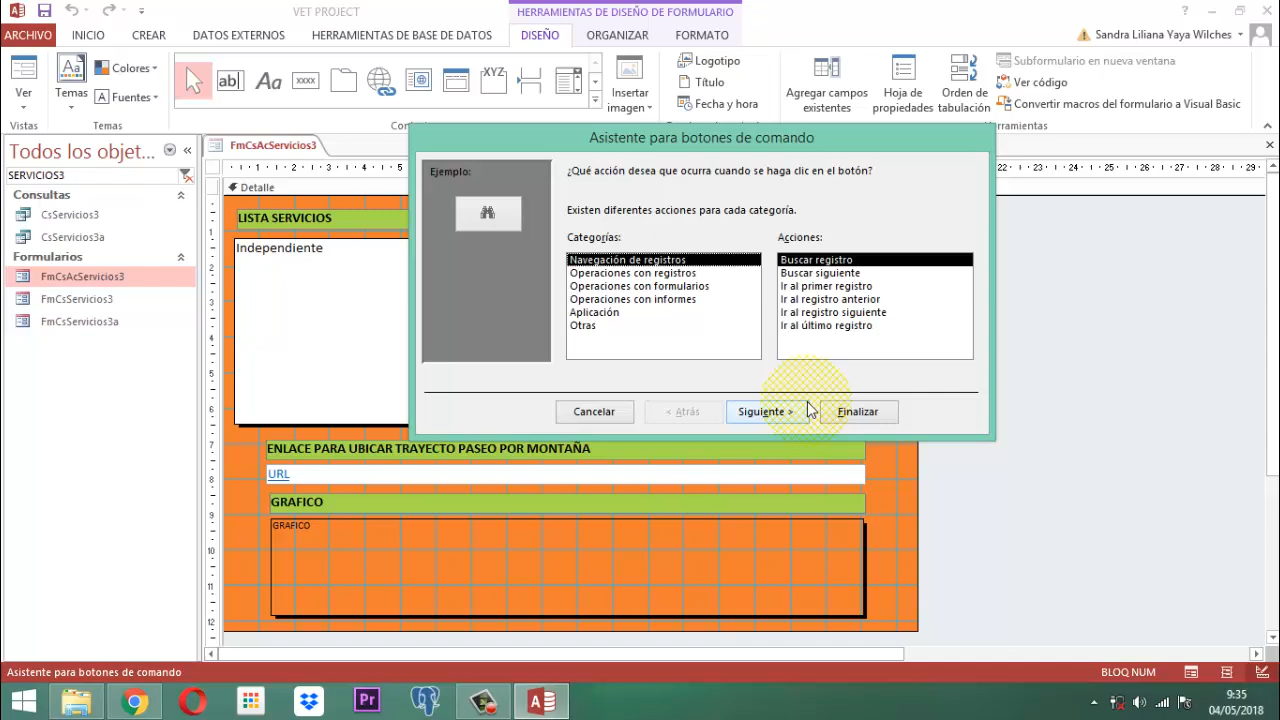 VET PROJECT
HERRAMIENTAS DE DISEÑO DE FORMULARIO
?
ARCHIVO
INICIO
CREAR
DATOS EXTERNOS
HERRAMIENTAS DE BASE DE DATOS
DISEÑO
ORGANIZAR
FORMATO
Sandra Liliana Yaya Wilches
Ver
Vistas
Temas
Colores
Fuentes
Temas
ab|
Aa
xxxx
XYZ
Insertar imagen
Logotipo
Título
Fecha y hora
Agregar campos existentes
Hoja de propiedades
Orden de tabulación
Subformulario en nueva ventana
Ver código
Convertir macros del formulario a Visual Basic
Todos los objet... «
SERVICIOS3
Consultas
CsServicios3
CsServicios3a
Formularios
FmCsAcServicios3
FmCsServicios3
FmCsServicios3a
FmCsAcServicios3
Detalle
LISTA SERVICIOS
Independiente
Asistente para botones de comando
Ejemplo:
¿Qué acción desea que ocurra cuando se haga clic en el botón?
Existen diferentes acciones para cada categoría.
Categorías:
Navegación de registros
Operaciones con registros
Operaciones con formularios
Operaciones con informes
Aplicación
Otras
Acciones:
Buscar registro
Buscar siguiente
Ir al primer registro
Ir al registro anterior
Ir al registro siguiente
Ir al último registro
Cancelar
< Atrás
Siguiente >
Finalizar
ENLACE PARA UBICAR TRAYECTO PASEO POR MONTAÑA
URL
GRAFICO
GRAFICO
Asistente para botones de comando
BLOQ NUM
Pr
9:35
04/05/2018